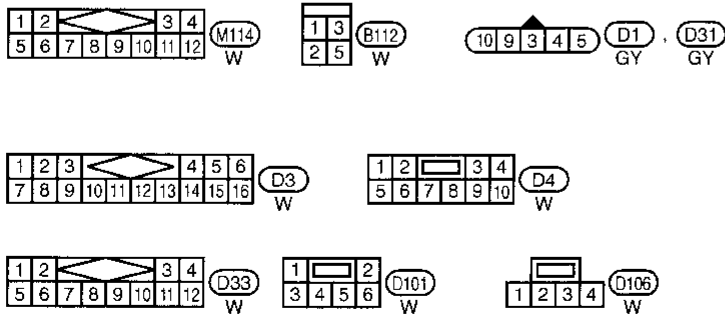 1 2 3 4
5 6 7 8 9 10 11 12
M114
W
1 3
2 5
B112
W
10 9 3 4 5
D1 , D31
GY GY
1 2 3 4 5 6
7 8 9 10 11 12 13 14 15 16
D3
W
1 2 3 4
5 6 7 8 9 10
D4
W
1 2 3 4
5 6 7 8 9 10 11 12
D33
W
1 2
3 4 5 6
D101
W
1 2 3 4
D106
W